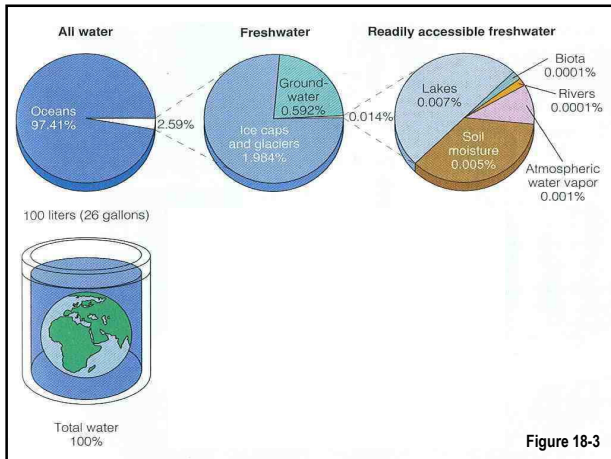 All water
Freshwater
Readily accessible freshwater
Oceans
97.41%
2.59%
Ground-
water
0.592%
0.014%
Ice caps
and glaciers
1.984%
Lakes
0.007%
Soil
moisture
0.005%
Biota
0.0001%
Rivers
0.0001%
Atmospheric
water vapor
0.001%
100 liters (26 gallons)
Total water
100%
Figure 18-3